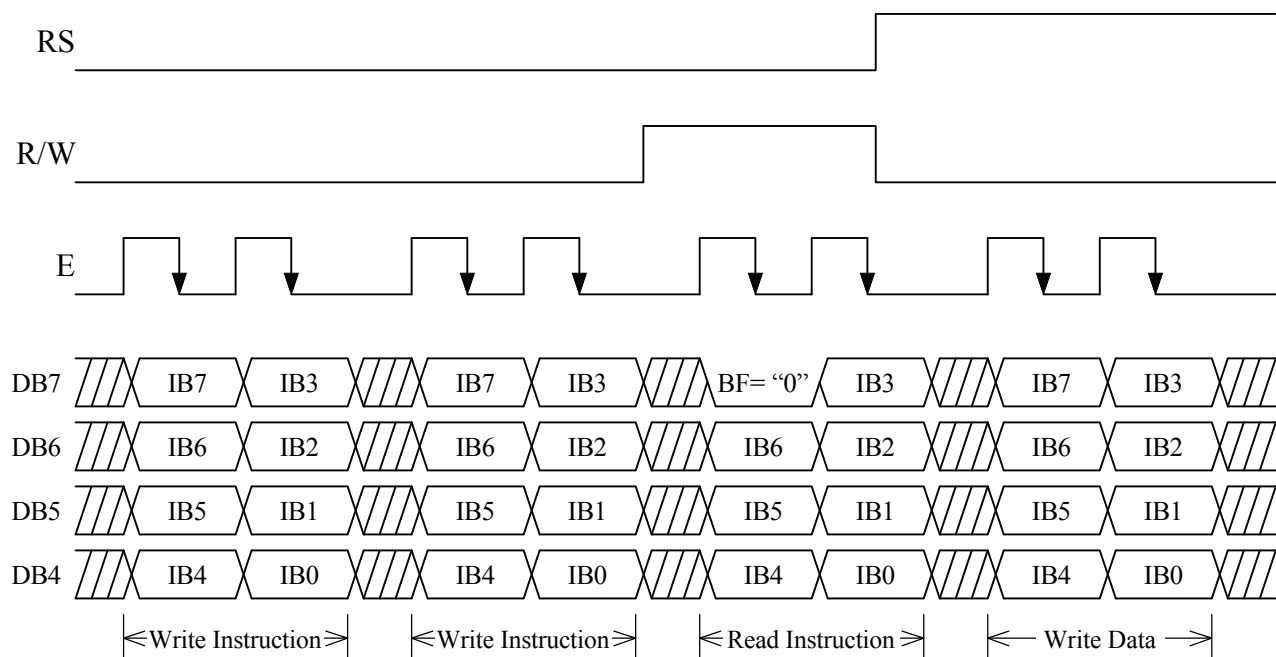 RS
R/W
E
DB7 IB7 IB3 IB7 IB3 BF= “0” IB3 IB7 IB3
DB6 IB6 IB2 IB6 IB2 IB6 IB2 IB6 IB2
DB5 IB5 IB1 IB5 IB1 IB5 IB1 IB5 IB1
DB4 IB4 IB0 IB4 IB0 IB4 IB0 IB4 IB0
Write Instruction Write Instruction Read Instruction Write Data